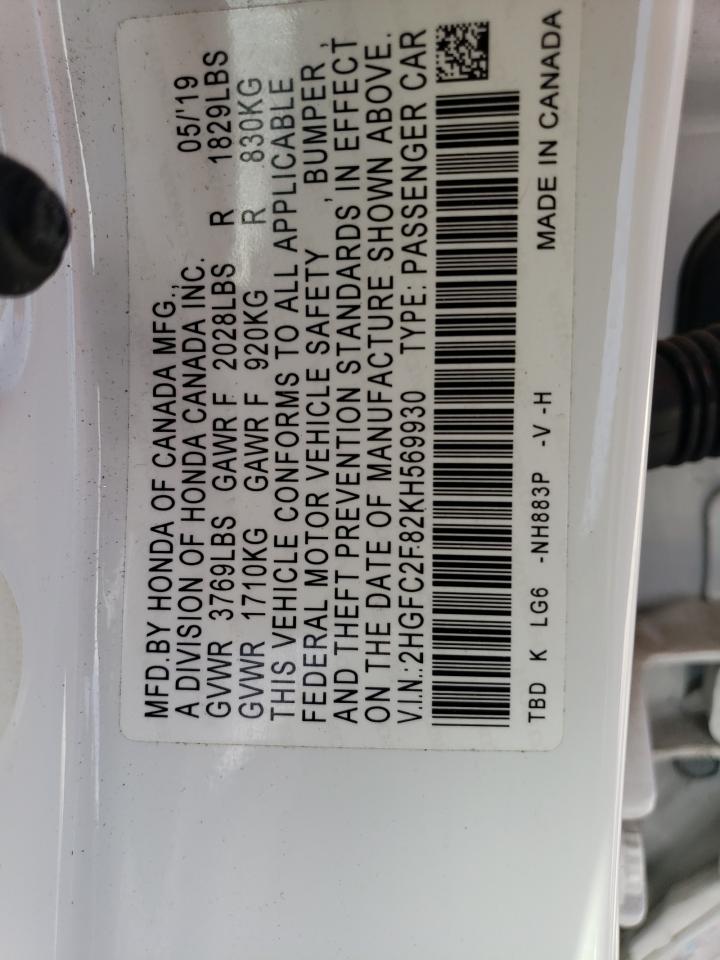 MFD.BY HONDA OF CANADA MFG.,
A DIVISION OF HONDA CANADA INC. 05/'19
GVWR 3769LBS GAWR F 2028LBS R 1829LBS
GVWR 1710KG GAWR F 920KG R 830KG
THIS VEHICLE CONFORMS TO ALL APPLICABLE
FEDERAL MOTOR VEHICLE SAFETY , BUMPER ,
AND THEFT PREVENTION STANDARDS IN EFFECT
ON THE DATE OF MANUFACTURE SHOWN ABOVE.
V.I.N.:2HGFC2F82KH569930 TYPE: PASSENGER CAR
TBD K LG6 -NH883P -V -H MADE IN CANADA